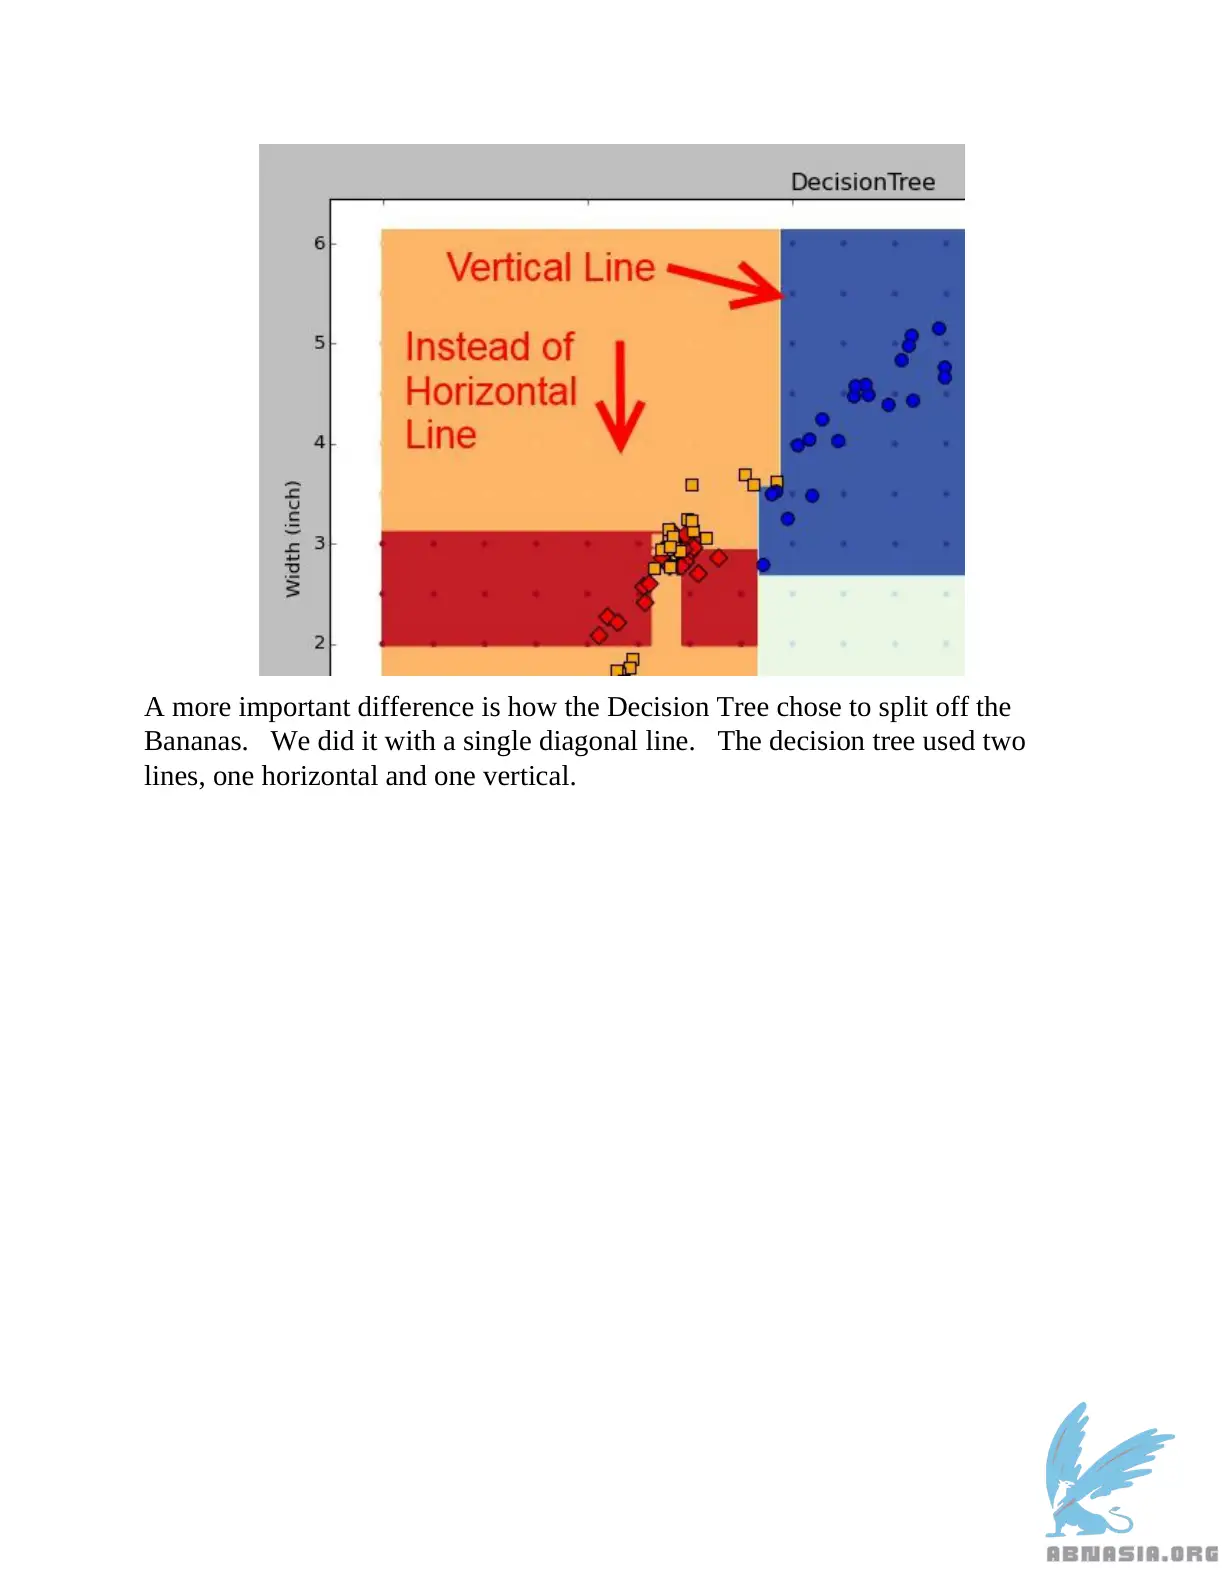 DecisionTree
6
Vertical Line
5
Instead of
Horizontal
Line
4
Width (inch)
3
2
A more important difference is how the Decision Tree chose to split off the
Bananas. We did it with a single diagonal line. The decision tree used two
lines, one horizontal and one vertical.
ABNASIA.ORG